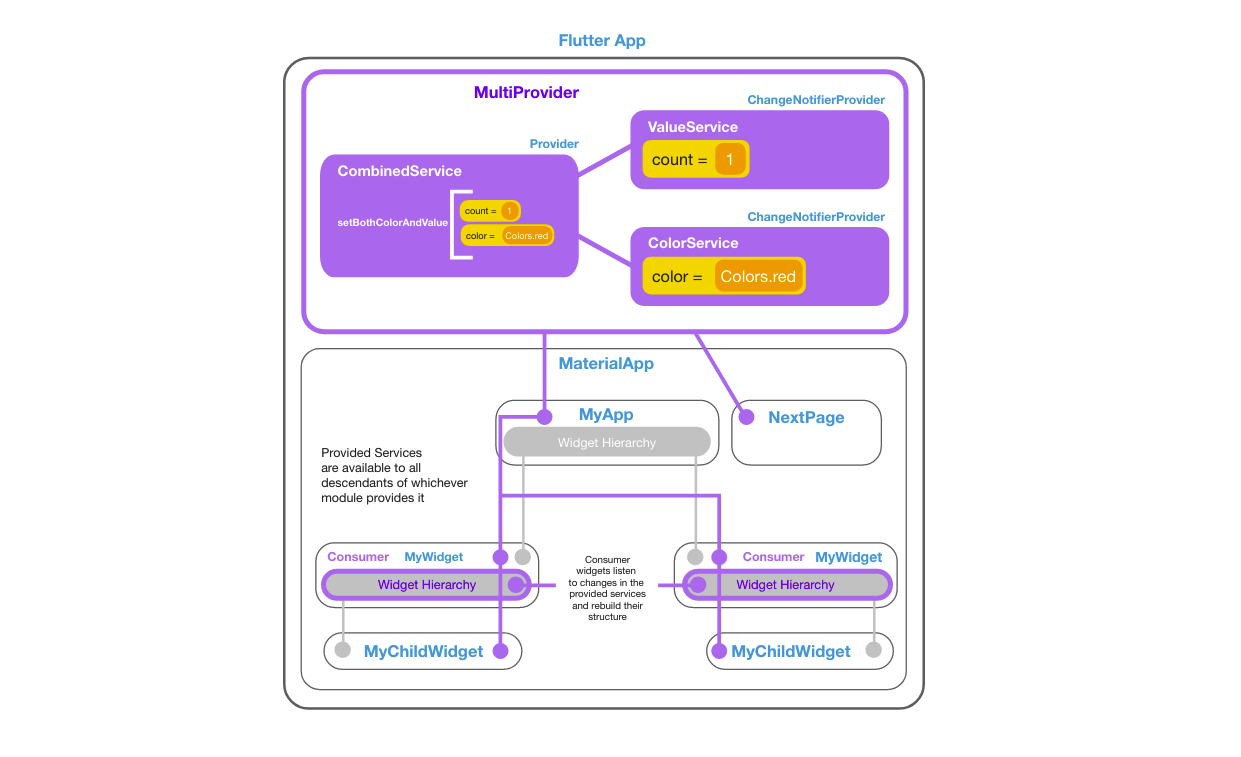 Flutter App
MultiProvider
ChangeNotifierProvider
ValueService
count = 1
Provider
CombinedService
setBothColorAndValue
count = 1
color = Colors.red
ChangeNotifierProvider
ColorService
color = Colors.red
MaterialApp
MyApp
Widget Hierarchy
NextPage
Provided Services
are available to all
descendants of whichever
module provides it
Consumer MyWidget
Widget Hierarchy
Consumer
widgets listen
to changes in the
provided services
and rebuild their
structure
Consumer MyWidget
Widget Hierarchy
MyChildWidget
MyChildWidget